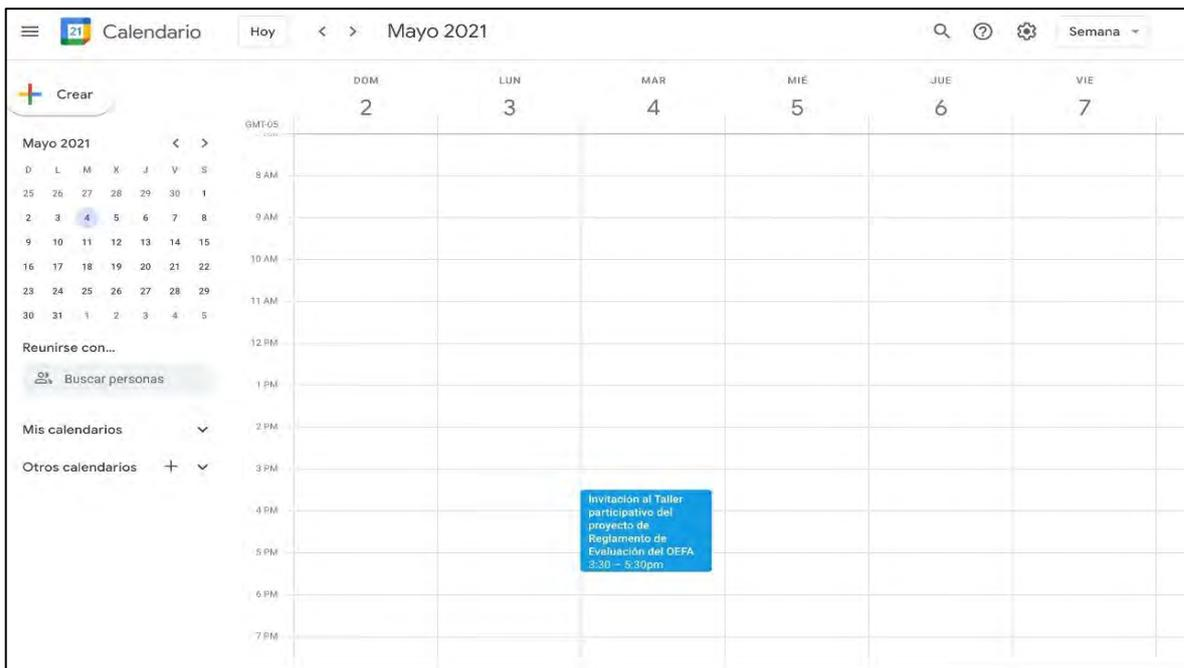 21 Calendario Hoy < > Mayo 2021 Semana
Crear
Mayo 2021 < >
D L M X J V S
25 26 27 28 29 30 1
2 3 4 5 6 7 8
9 10 11 12 13 14 15
16 17 18 19 20 21 22
23 24 25 26 27 28 29
30 31 1 2 3 4 5
Reunirse con...
Buscar personas
Mis calendarios
Otros calendarios +
DOM LUN MAR MIÉ JUE VIE
2 3 4 5 6 7
GMT-05
8 AM
9 AM
10 AM
11 AM
12 PM
1 PM
2 PM
3 PM
4 PM
5 PM
6 PM
7 PM
Invitación al Taller
participativo del
proyecto de
Reglamento de
Evaluación del OEFA
3:30 – 5:30pm